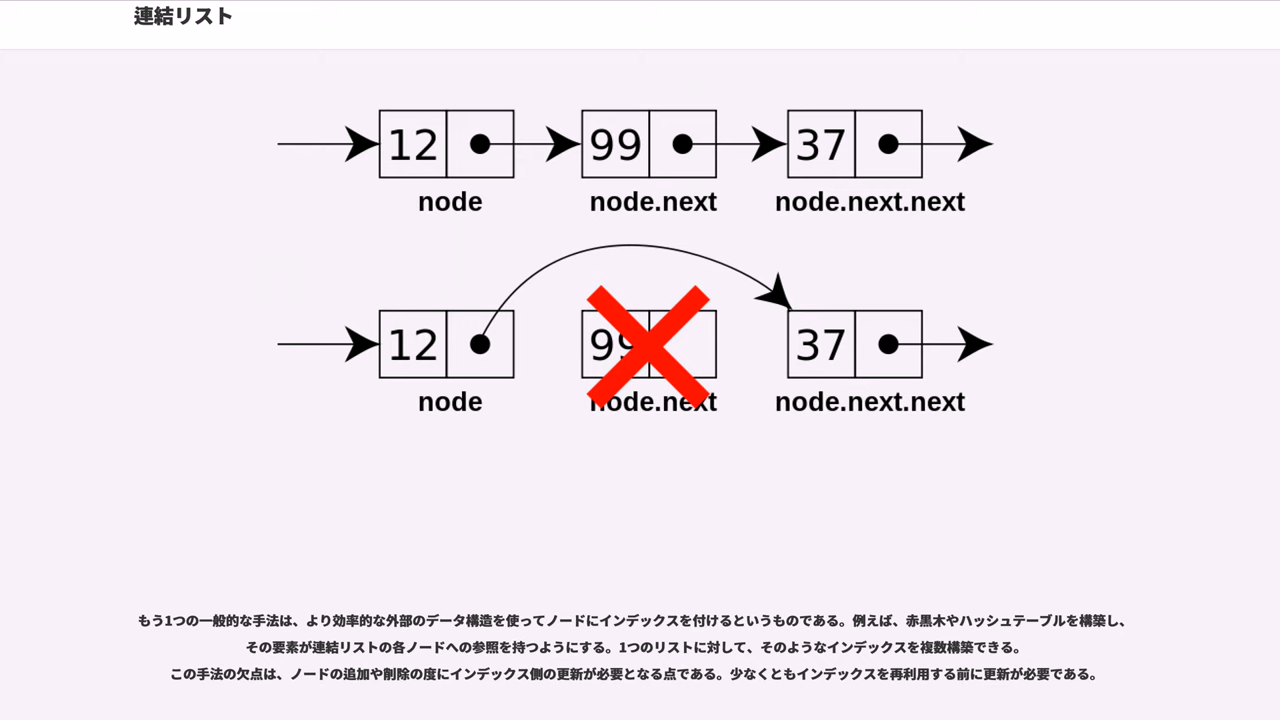 連結リスト
12 99 37
node node.next node.next.next
12 99 37
node node.next node.next.next
もう1つの一般的な手法は、より効率的な外部のデータ構造を使ってノードにインデックスを付けるというものである。例えば、赤黒木やハッシュテーブルを構築し、
その要素が連結リストの各ノードへの参照を持つようにする。1つのリストに対して、そのようなインデックスを複数構築できる。
この手法の欠点は、ノードの追加や削除の度にインデックス側の更新が必要となる点である。少なくともインデックスを再利用する前に更新が必要である。